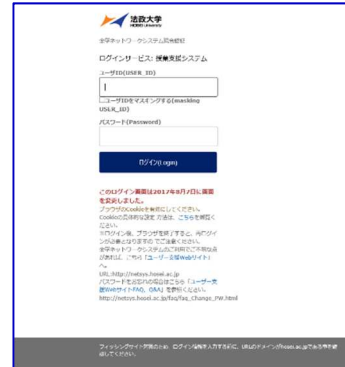 法政大学
HOSEI University
全学ネットワークシステム統合認証
ログインサービス: 授業支援システム
ユーザID(USER_ID)
ユーザIDをマスキングする(masking
USER_ID)
パスワード(Password)
ログイン(Login)
このログイン画面は2017年8月7日に画面
を変更しました。
ブラウザのCookieを有効にしてください。
Cookieの具体的な設定方法は、こちらを御覧く
ださい。
※ログイン後、ブラウザを終了すると、再ログイ
ンが必要となりますのでご注意ください。
全学ネットワークシステムのご利用でご不明な点
があれば、こちら「ユーザー支援Webサイト」
へ。
URL:http://netsys.hosei.ac.jp
パスワードをお忘れの場合はこちら「ユーザー支
援WebサイトFAQ、Q&A」を参照ください。
http://netsys.hosei.ac.jp/faq/faq_Change_PW.html
フィッシングサイト対策のため、ログイン情報を入力する前に、URLのドメインがhosei.ac.jpである事を確
認してください。